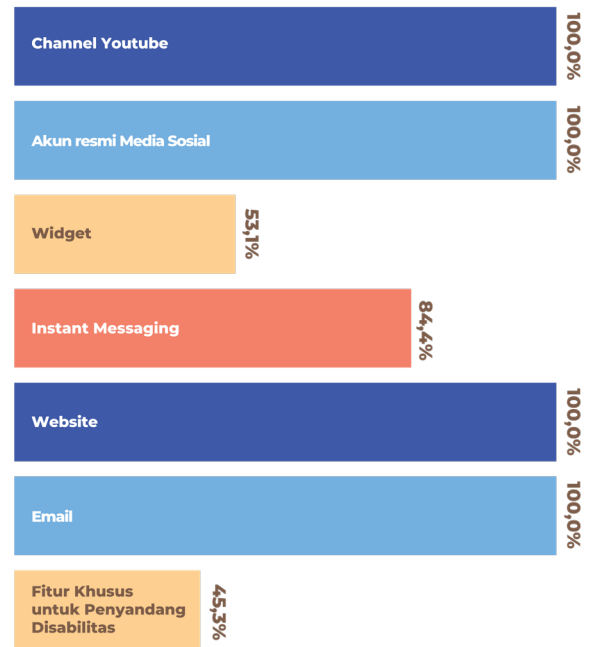 Channel Youtube
100,0%
Akun resmi Media Sosial
100,0%
Widget
53,1%
Instant Messaging
84,4%
Website
100,0%
Email
100,0%
Fitur Khusus
untuk Penyandang
Disabilitas
45,3%